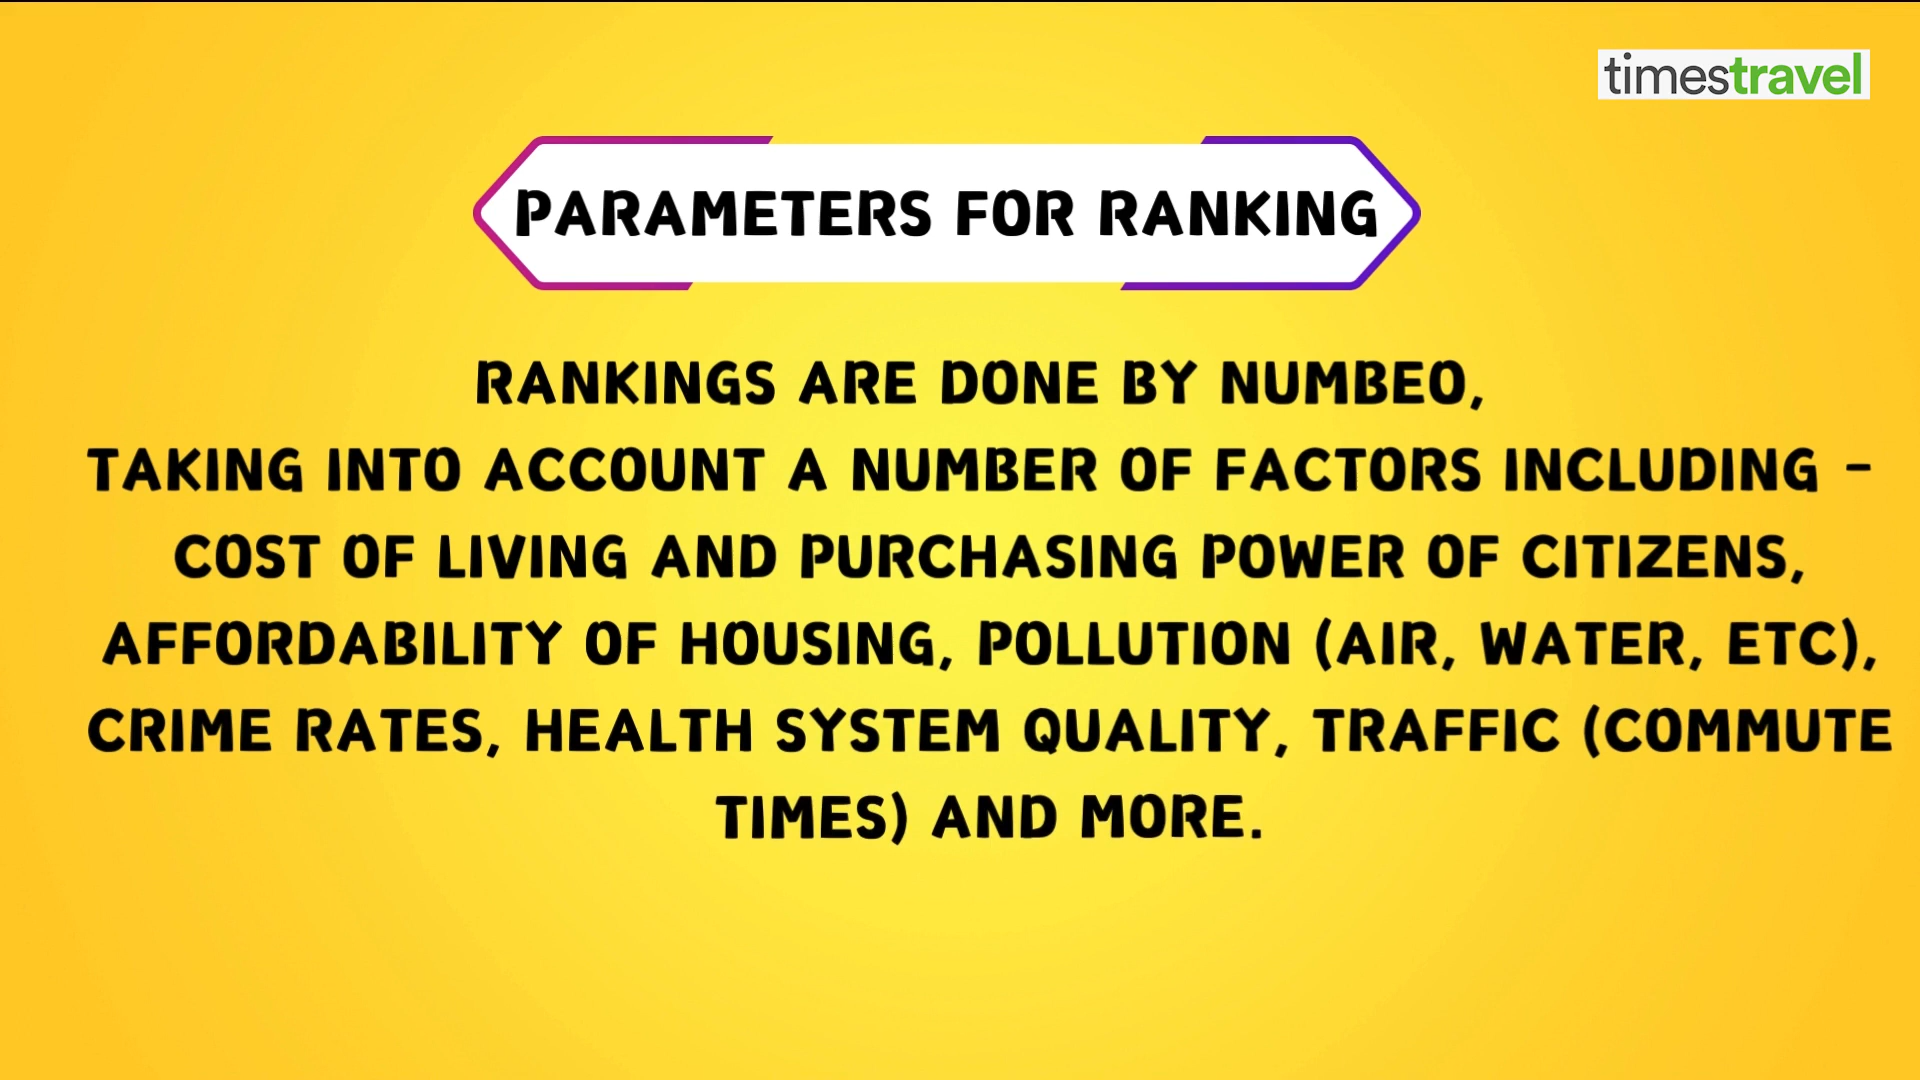 timestravel
PARAMETERS FOR RANKING
RANKINGS ARE DONE BY NUMBEO,
TAKING INTO ACCOUNT A NUMBER OF FACTORS INCLUDING -
COST OF LIVING AND PURCHASING POWER OF CITIZENS,
AFFORDABILITY OF HOUSING, POLLUTION (AIR, WATER, ETC),
CRIME RATES, HEALTH SYSTEM QUALITY, TRAFFIC (COMMUTE
TIMES) AND MORE.